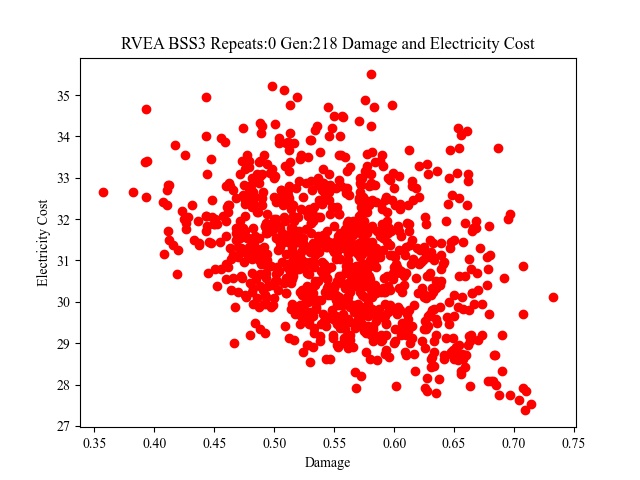 RVEA BSS3 Repeats:0 Gen:218 Damage and Electricity Cost
35
34
33
32
31
30
29
28
27
Electricity Cost
0.35 0.40 0.45 0.50 0.55 0.60 0.65 0.70 0.75
Damage